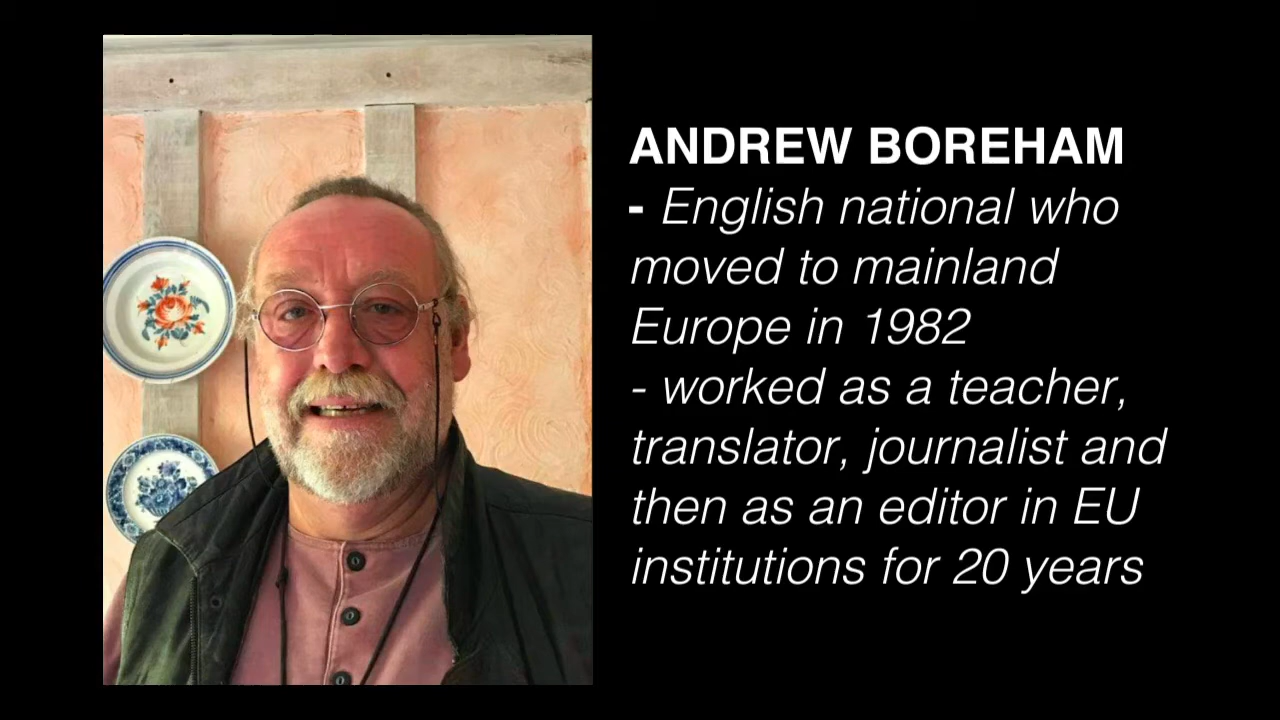 ANDREW BOREHAM
- English national who
moved to mainland
Europe in 1982
- worked as a teacher,
translator, journalist and
then as an editor in EU
institutions for 20 years